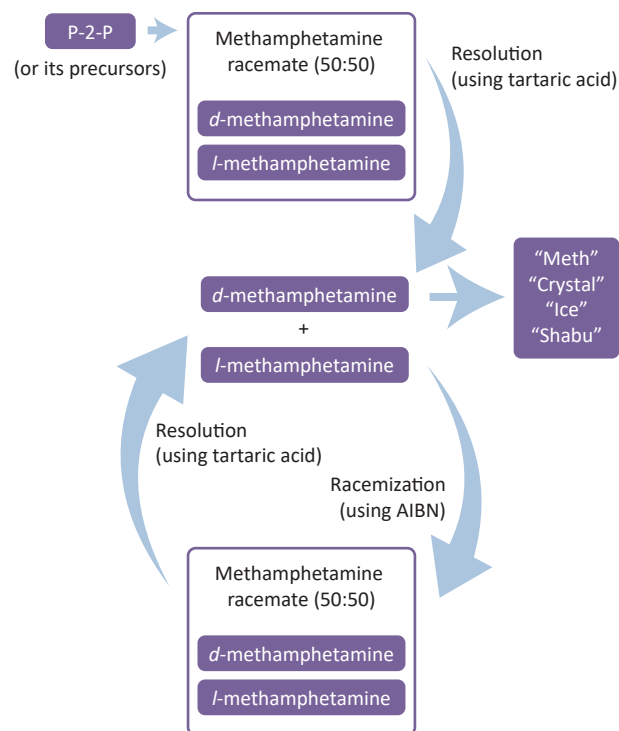 P-2-P
(or its precursors)
Methamphetamine
racemate (50:50)
d-methamphetamine
l-methamphetamine
Resolution
(using tartaric acid)
d-methamphetamine
+
l-methamphetamine
“Meth”
“Crystal”
“Ice”
“Shabu”
Resolution
(using tartaric acid)
Racemization
(using AIBN)
Methamphetamine
racemate (50:50)
d-methamphetamine
l-methamphetamine